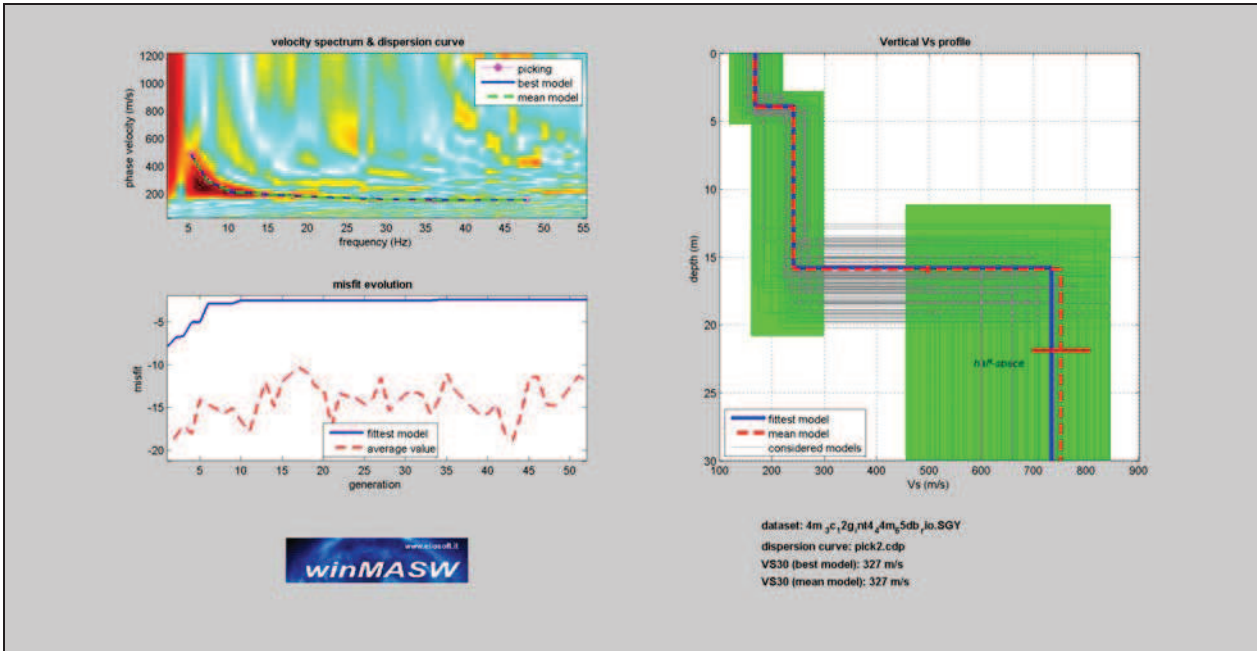 velocity spectrum & dispersion curve
1200
1000
800
600
400
200
phase velocity (m/s)
picking
best model
mean model
5 10 15 20 25 30 35 40 45 50 55
frequency (Hz)
misfit evolution
-5
-10
-15
-20
misfit
fittest model
average value
5 10 15 20 25 30 35 40 45 50
generation
www.eliosoft.it
winMASW
Vertical Vs profile
0
5
10
15
20
25
30
depth (m)
half-space
fittest model
mean model
considered models
100 200 300 400 500 600 700 800 900
Vs (m/s)
dispersion curve: pick2.cdp
VS30 (best model): 327 m/s
VS30 (mean model): 327 m/s